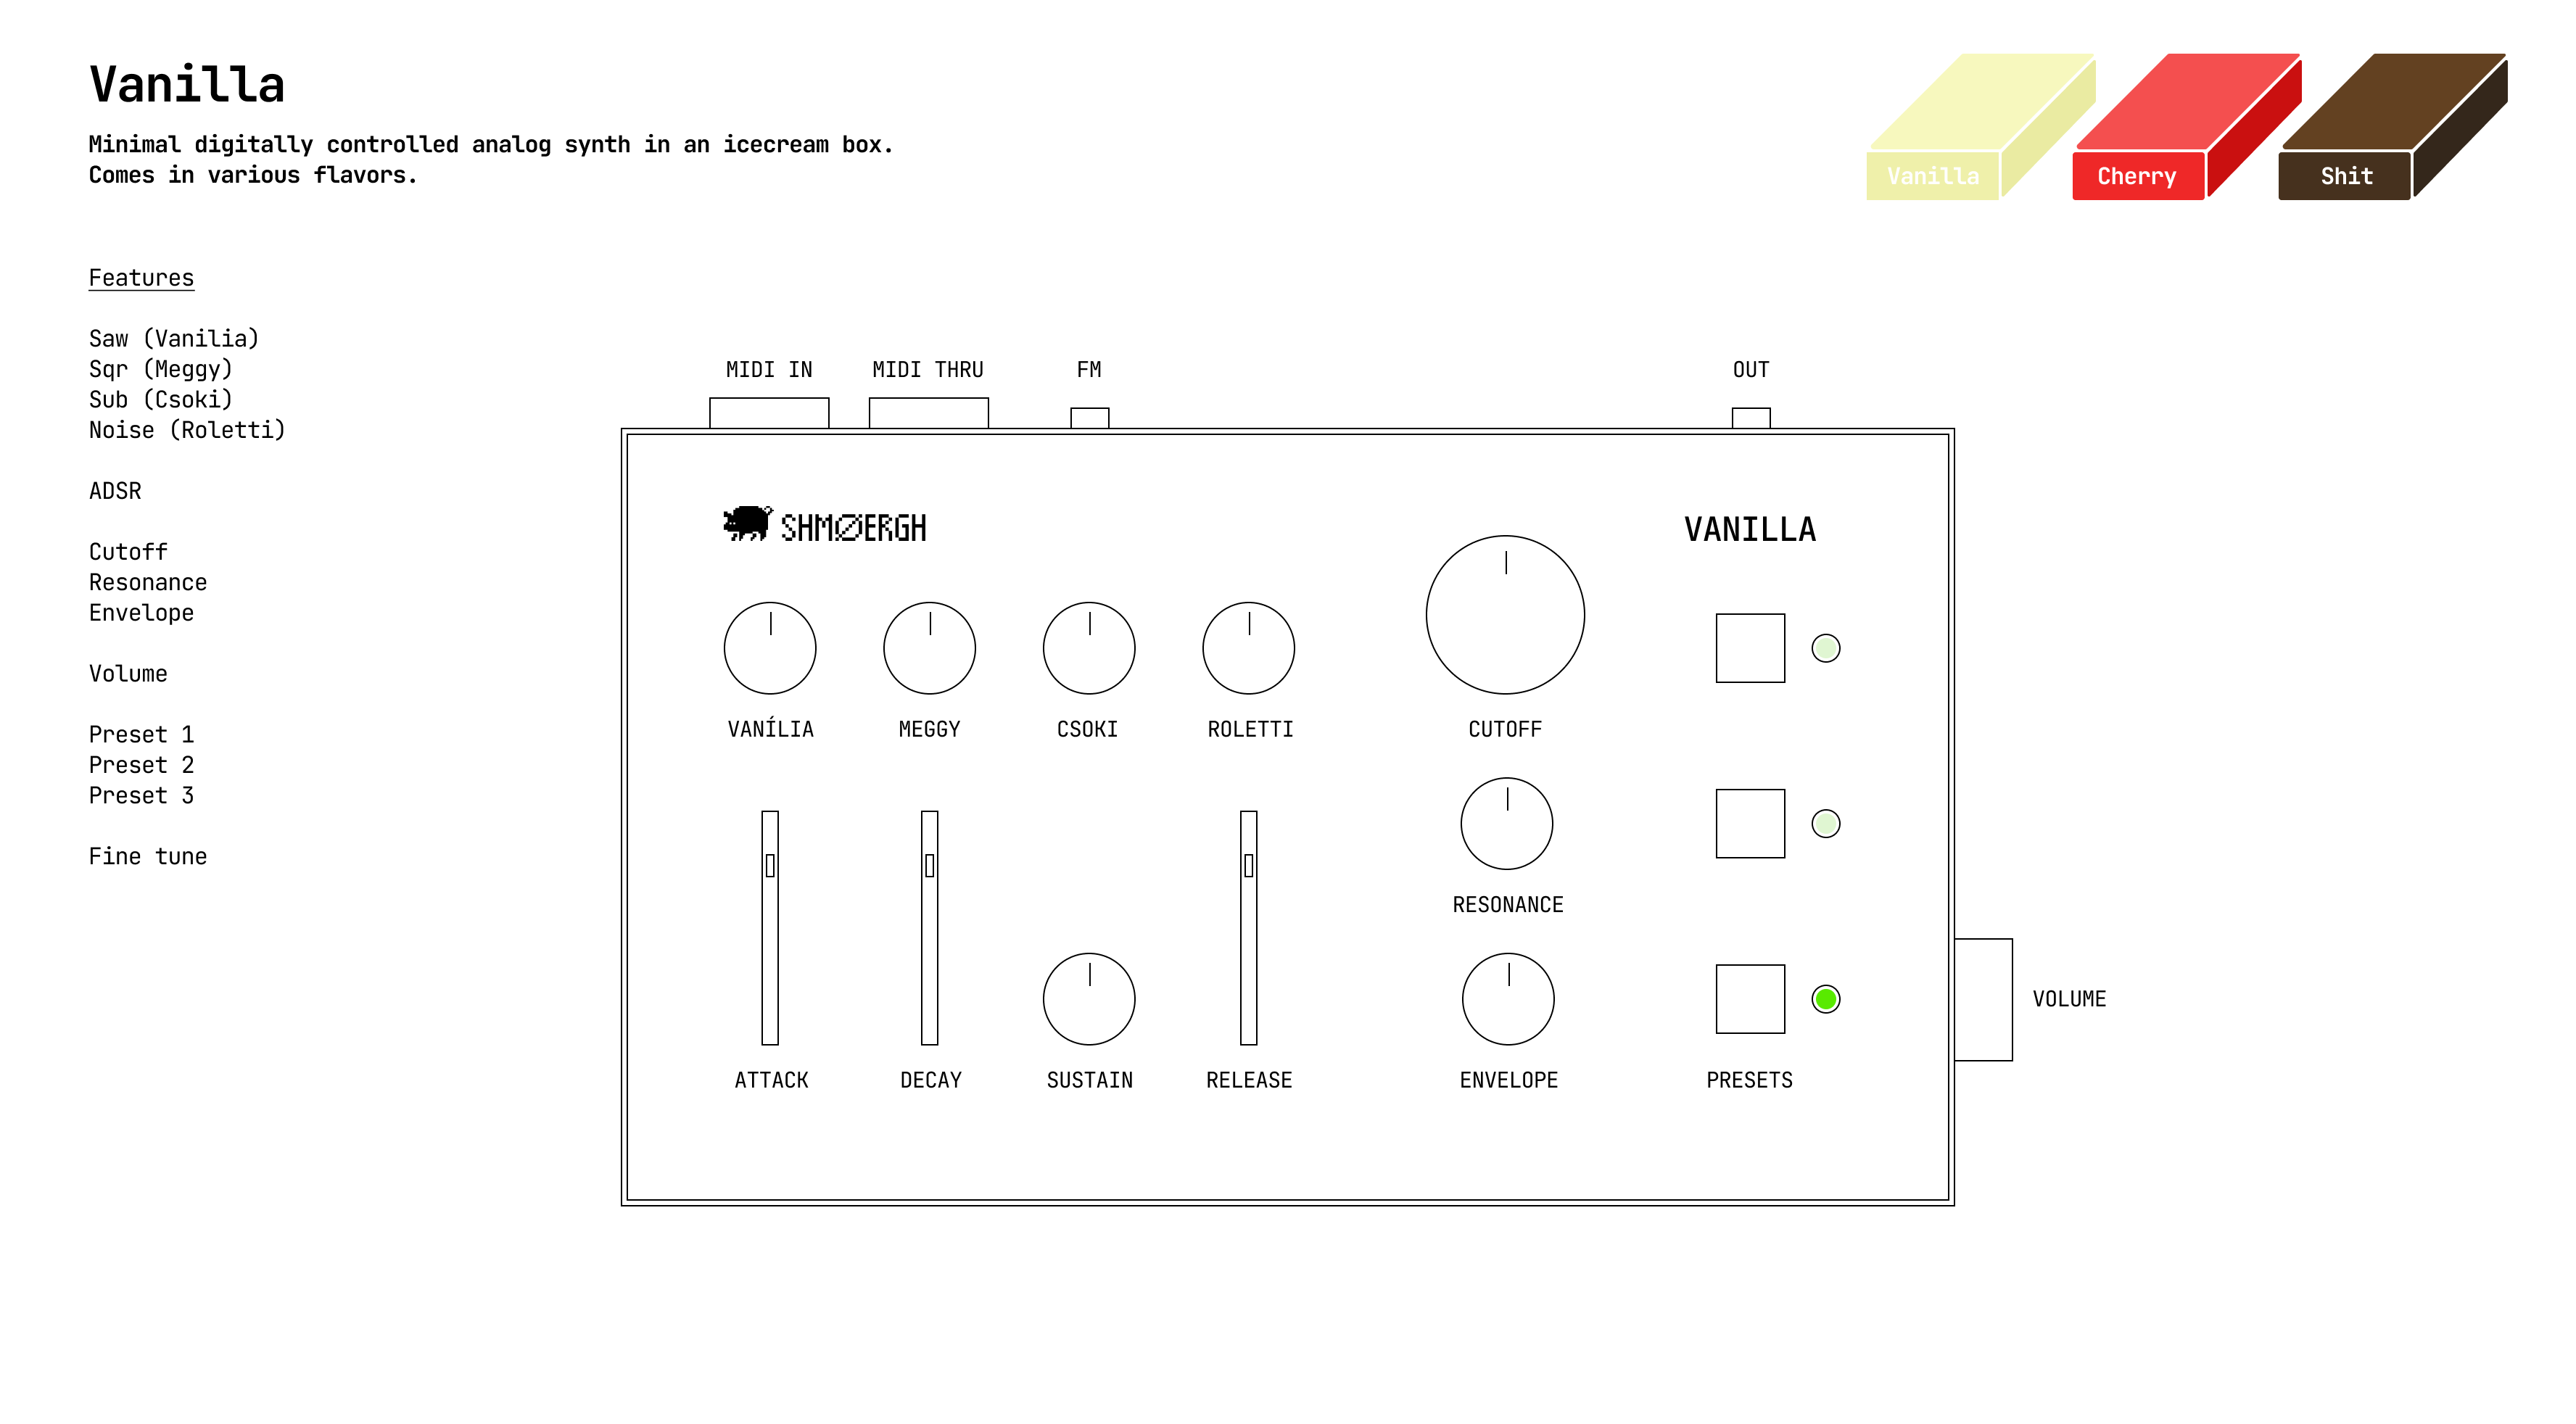 Vanilla
Minimal digitally controlled analog synth in an icecream box.
Comes in various flavors.
Vanilla
Cherry
Shit
Features
Saw (Vanilia)
Sqr (Meggy)
Sub (Csoki)
Noise (Roletti)
ADSR
Cutoff
Resonance
Envelope
Volume
Preset 1
Preset 2
Preset 3
Fine tune
MIDI IN
MIDI THRU
FM
OUT
SHMØERGH
VANILLA
VANÍLIA
MEGGY
CSOKI
ROLETTI
CUTOFF
RESONANCE
ATTACK
DECAY
SUSTAIN
RELEASE
ENVELOPE
PRESETS
VOLUME